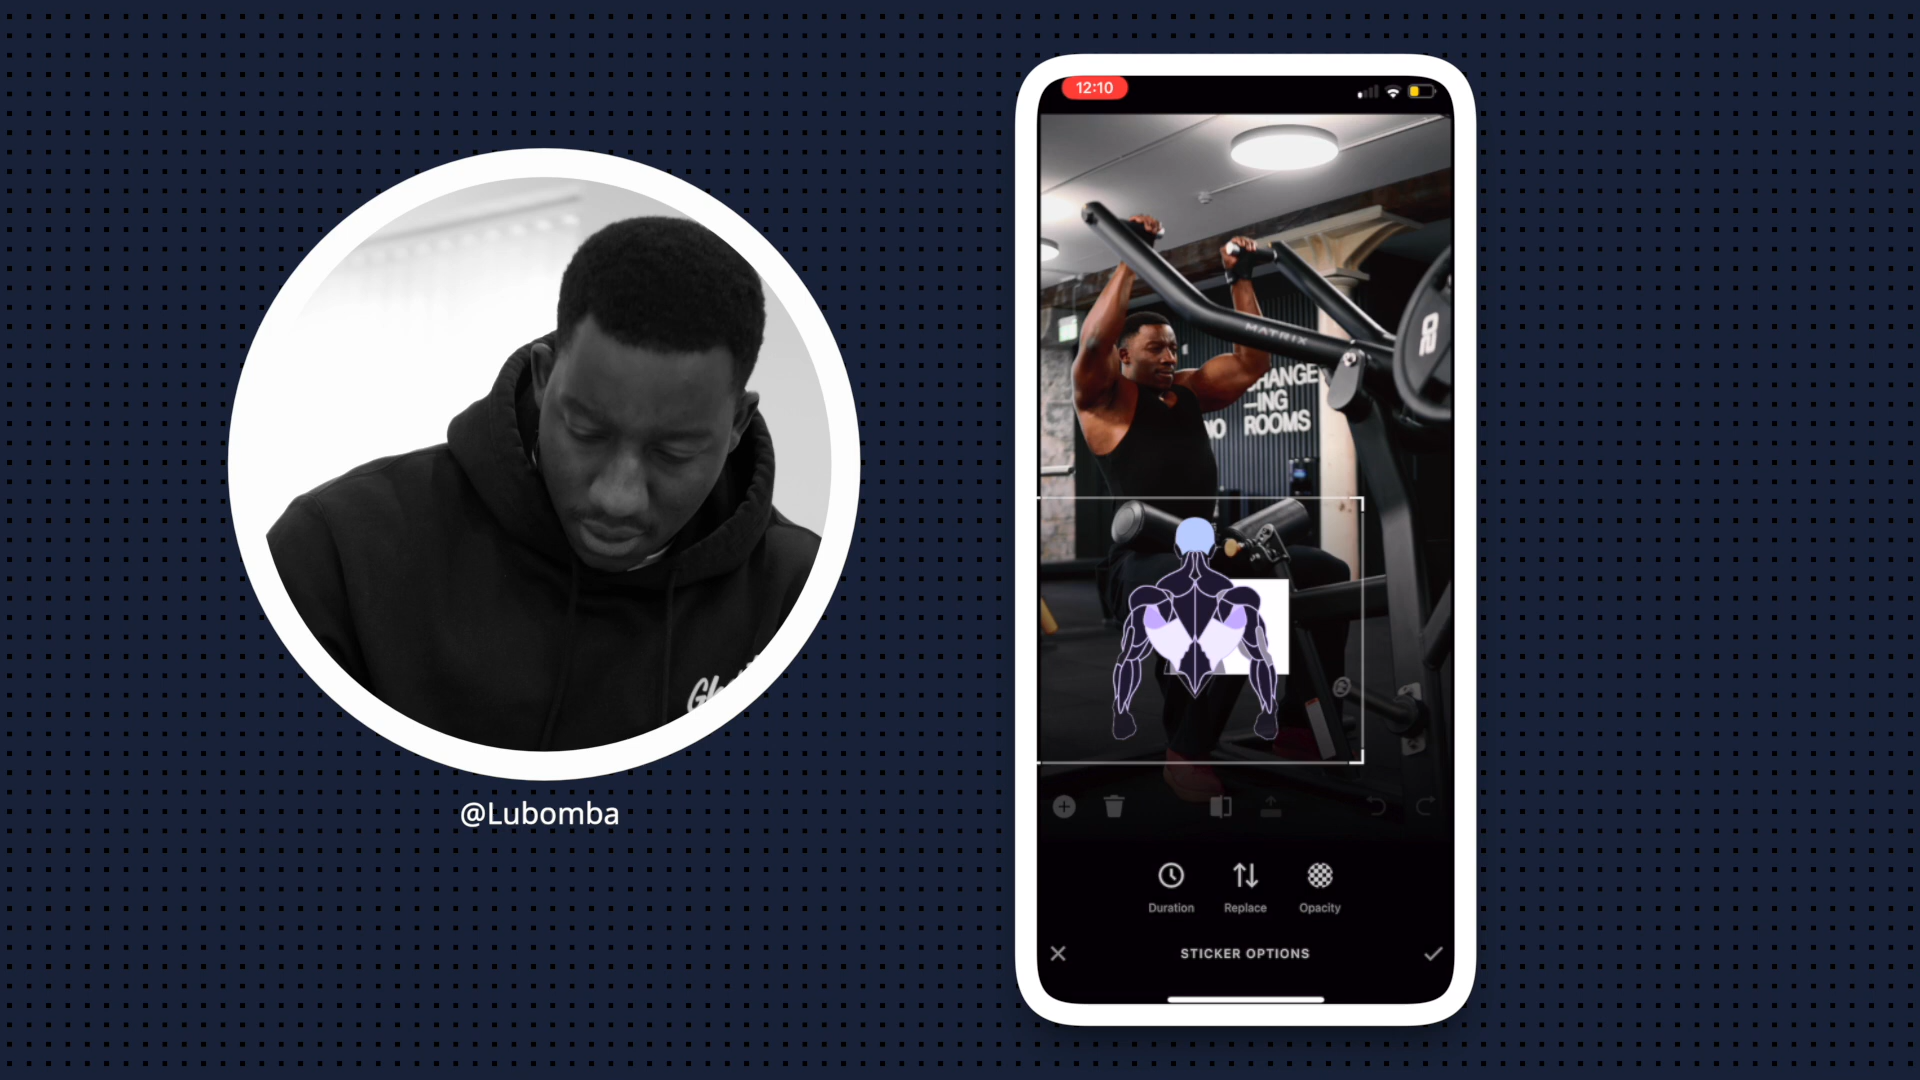 @Lubomba
12:10
MATRIX
HANGE
—ING
ROOMS
Duration
Replace
Opacity
STICKER OPTIONS